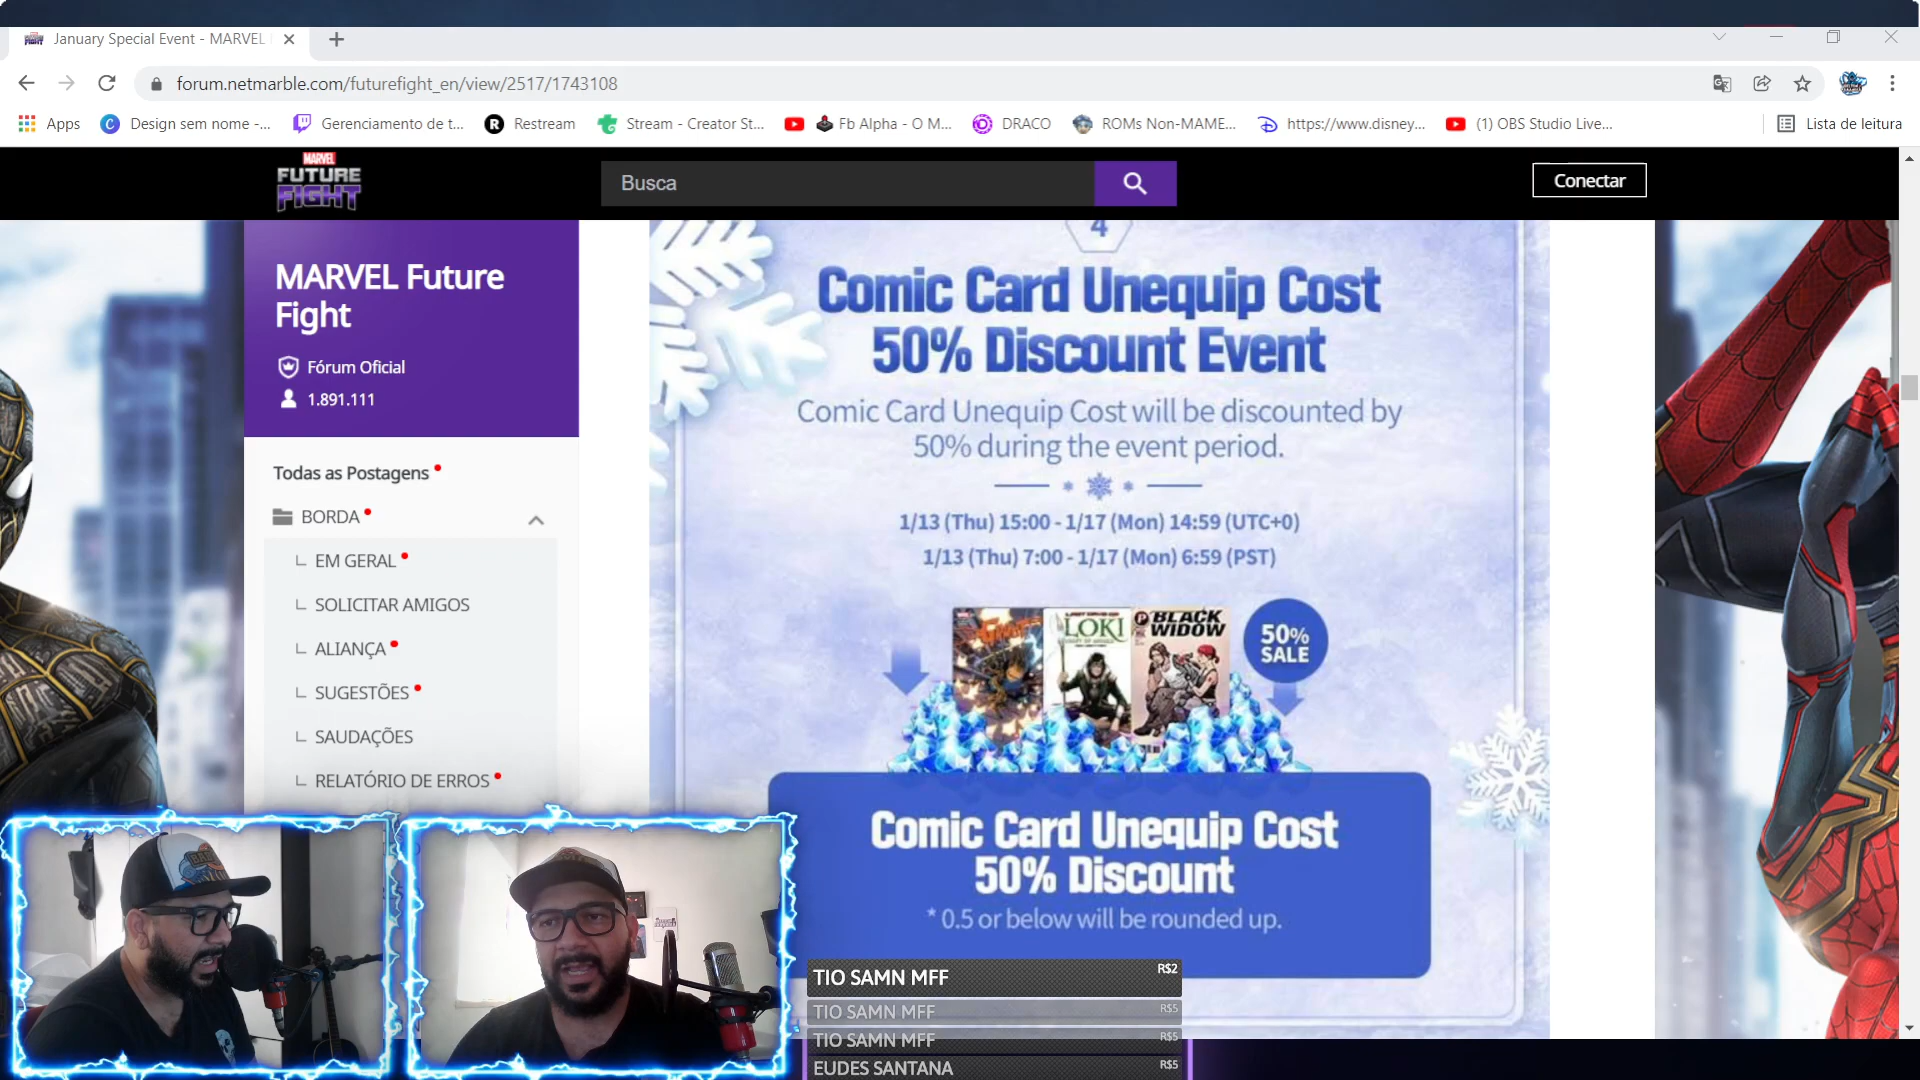 January Special Event - MARVEL
forum.netmarble.com/futurefight_en/view/2517/1743108
Apps
Design sem nome -...
Gerenciamento de t...
Restream
Stream - Creator St...
Fb Alpha - O M...
DRACO
ROMs Non-MAME...
https://www.disney...
(1) OBS Studio Live...
Lista de leitura
MARVEL
FUTURE
FIGHT
Busca
Conectar
MARVEL Future
Fight
Fórum Oficial
1.891.111
Todas as Postagens
BORDA
EM GERAL
SOLICITAR AMIGOS
ALIANÇA
SUGESTÕES
SAUDAÇÕES
RELATÓRIO DE ERROS
4
Comic Card Unequip Cost
50% Discount Event
Comic Card Unequip Cost will be discounted by
50% during the event period.
1/13 (Thu) 15:00 - 1/17 (Mon) 14:59 (UTC+0)
1/13 (Thu) 7:00 - 1/17 (Mon) 6:59 (PST)
LOKI
BLACK
WIDOW
50%
SALE
Comic Card Unequip Cost
50% Discount
* 0.5 or below will be rounded up.
TIO SAMN MFF R$2
TIO SAMN MFF R$5
TIO SAMN MFF R$5
EUDES SANTANA R$5